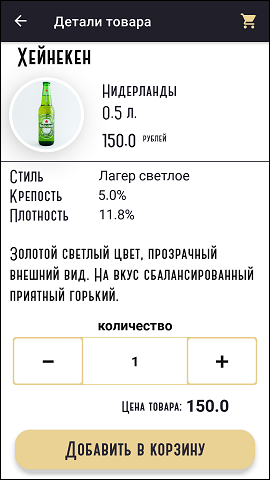 Детали товара
Хейнекен
Нидерланды
0.5 л.
150.0 рублей
Стиль Лагер светлое
Крепость 5.0%
Плотность 11.8%
Золотой светлый цвет, прозрачный
внешний вид. На вкус сбалансированный
приятный горький.
количество
− 1 +
Цена товара: 150.0
Добавить в корзину